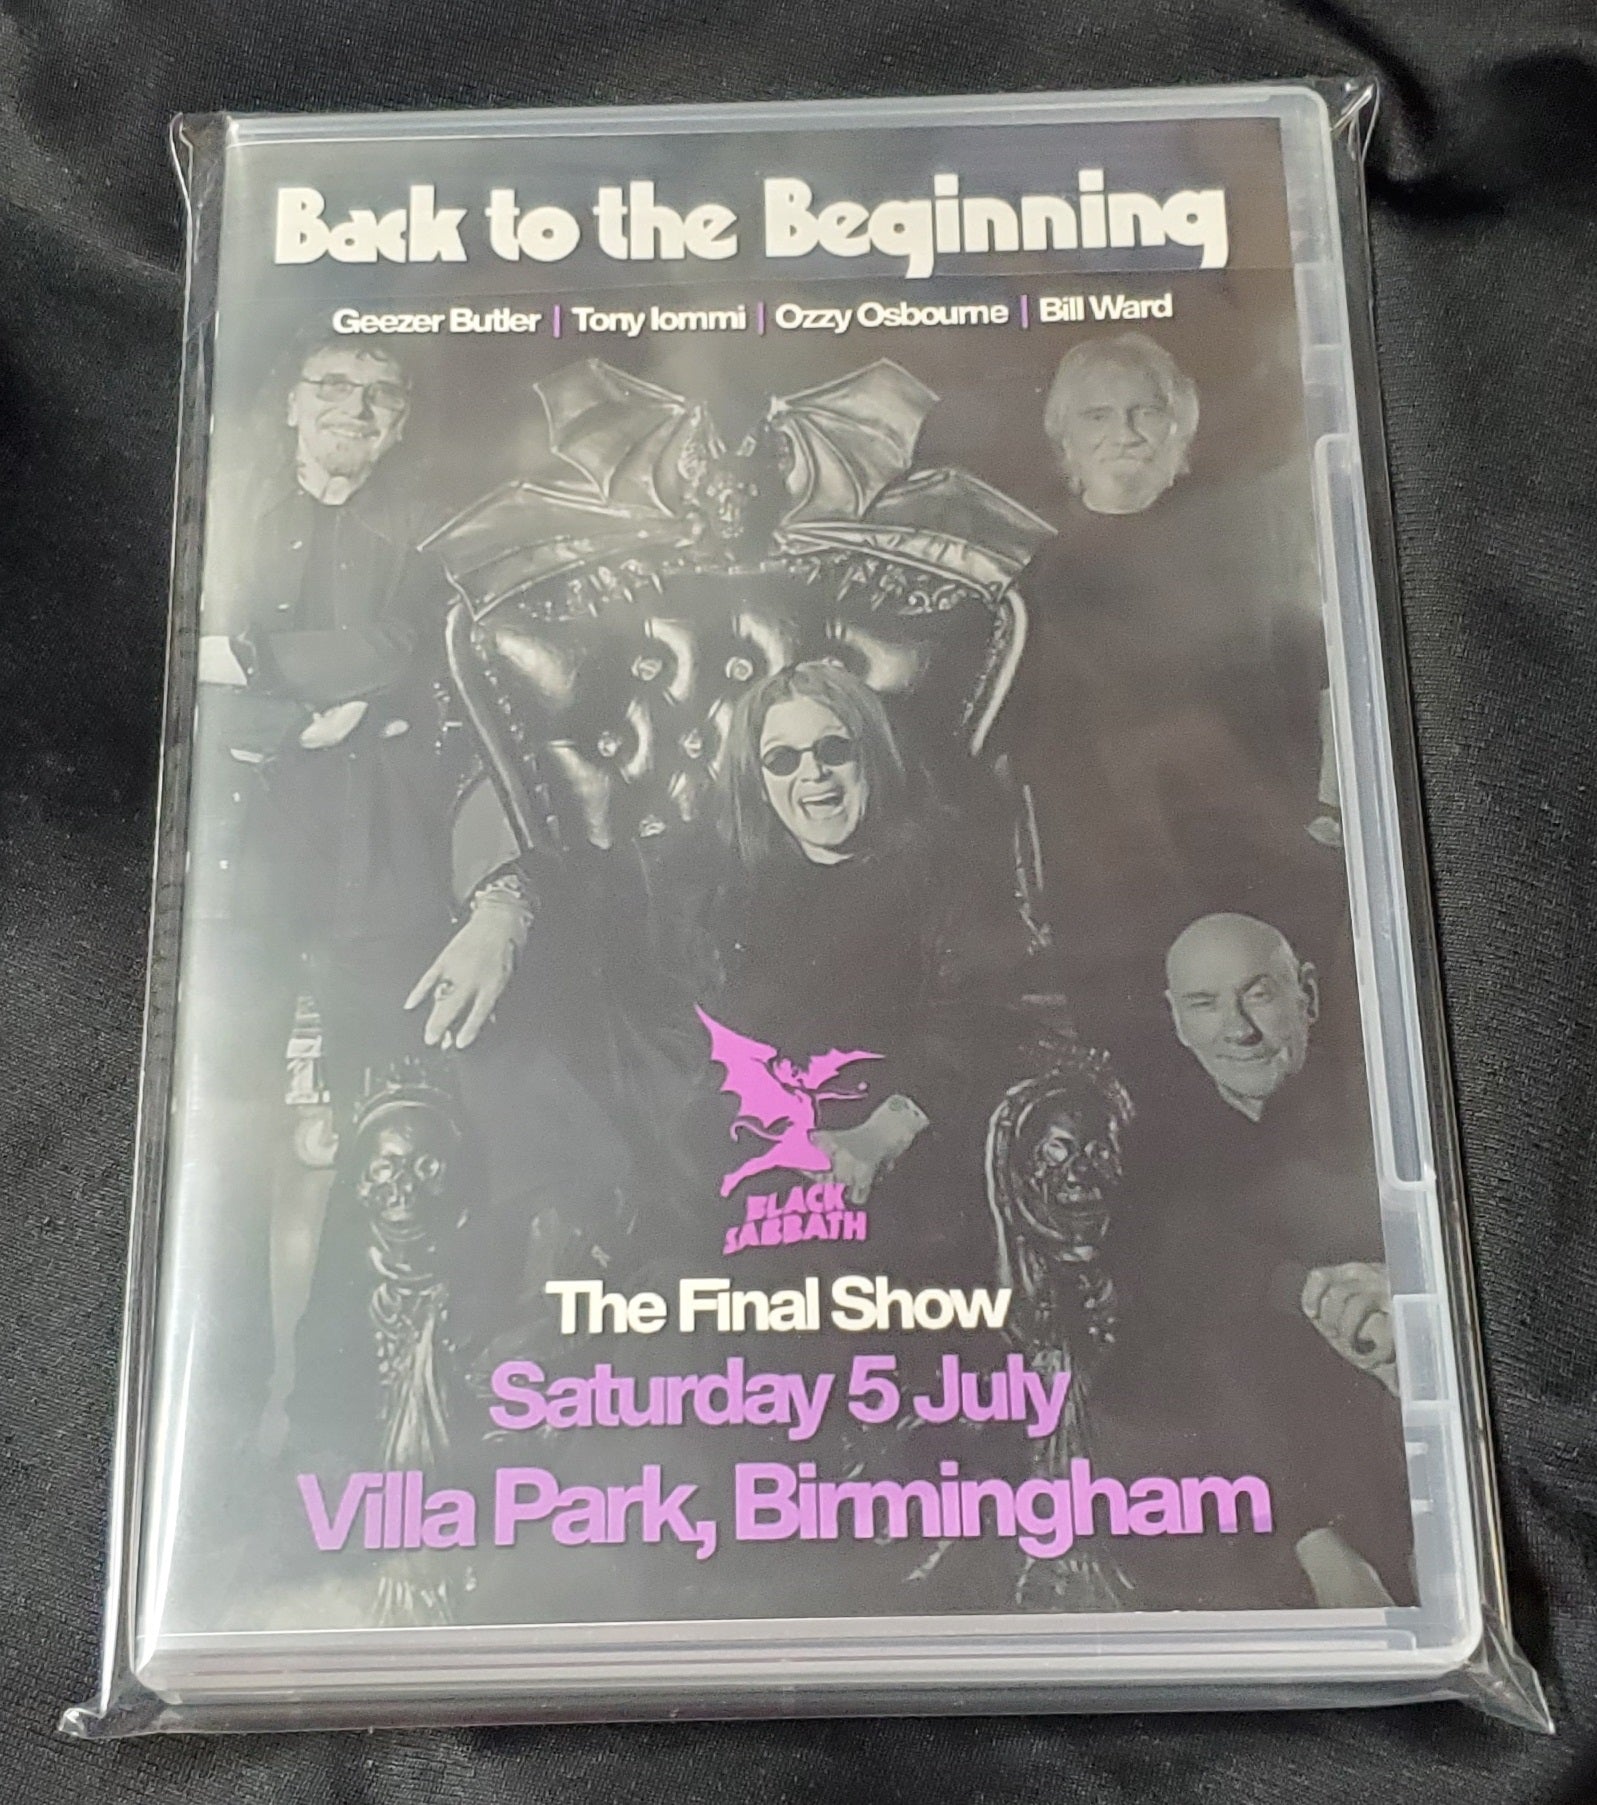 Back to the Beginning
Geezer Butler | Tony Iommi | Ozzy Osbourne | Bill Ward
BLACK
SABBATH
The Final Show
Saturday 5 July
Villa Park, Birmingham